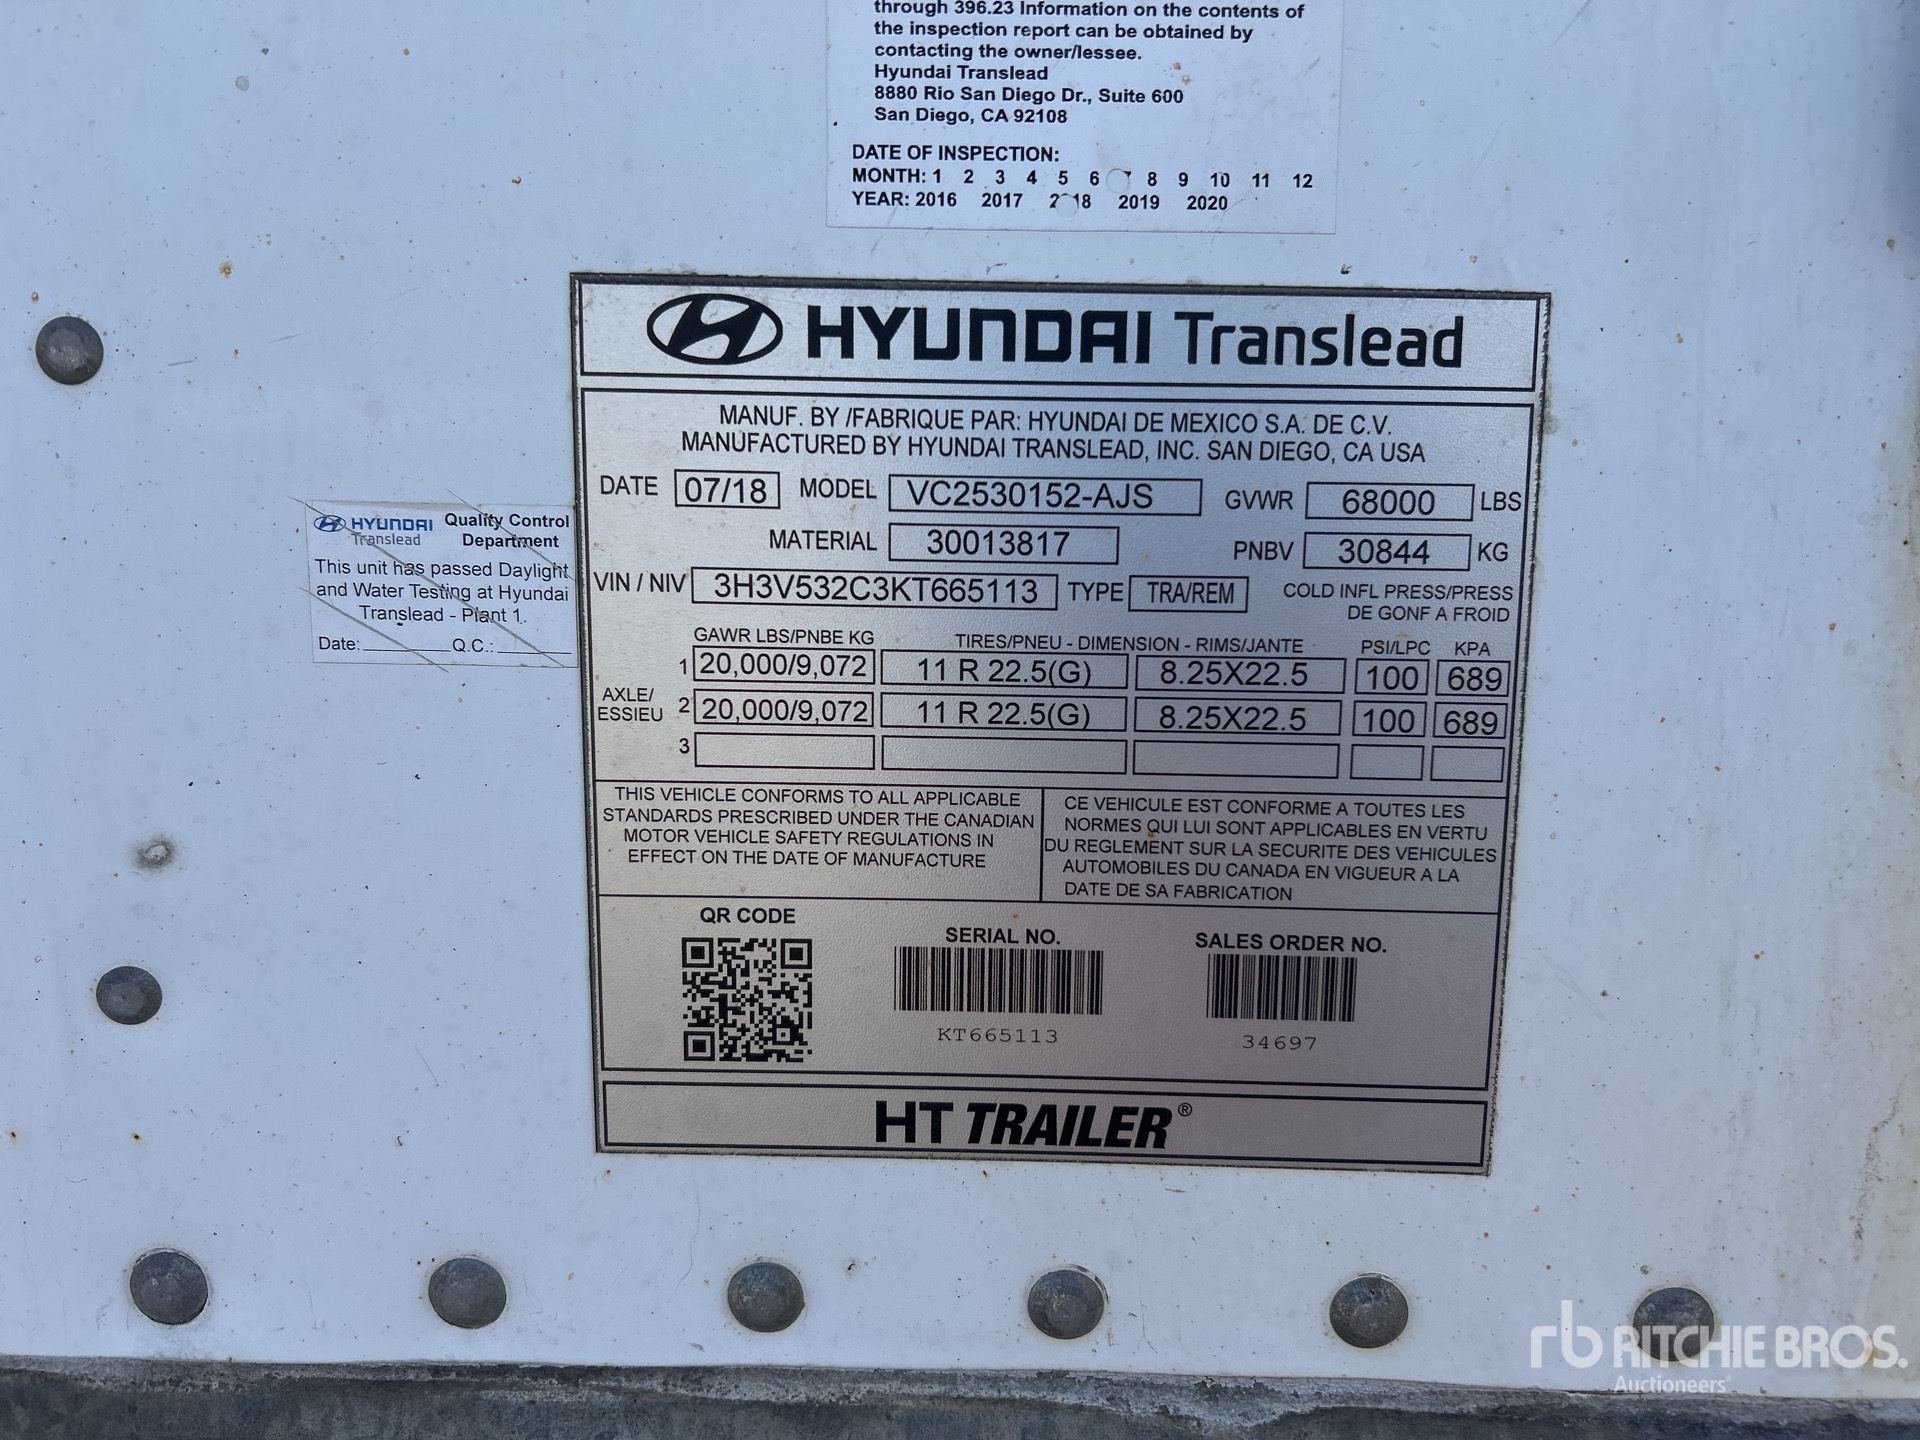 through 396.23 Information on the contents of
the inspection report can be obtained by
contacting the owner/lessee.
Hyundai Translead
8880 Rio San Diego Dr., Suite 600
San Diego, CA 92108
DATE OF INSPECTION:
MONTH: 1 2 3 4 5 6 8 9 10 11 12
YEAR: 2016 2017 2018 2019 2020
HYUNDAI Translead
MANUF. BY /FABRIQUE PAR: HYUNDAI DE MEXICO S.A. DE C.V.
MANUFACTURED BY HYUNDAI TRANSLEAD, INC. SAN DIEGO, CA USA
DATE 07/18 MODEL VC2530152-AJS GVWR 68000 LBS
MATERIAL 30013817 PNBV 30844 KG
VIN / NIV 3H3V532C3KT665113 TYPE TRA/REM COLD INFL PRESS/PRESS
DE GONF A FROID
GAWR LBS/PNBE KG TIRES/PNEU - DIMENSION - RIMS/JANTE PSI/LPC KPA
1 20,000/9,072 11 R 22.5(G) 8.25X22.5 100 689
AXLE/
ESSIEU
2 20,000/9,072 11 R 22.5(G) 8.25X22.5 100 689
3
THIS VEHICLE CONFORMS TO ALL APPLICABLE
STANDARDS PRESCRIBED UNDER THE CANADIAN
MOTOR VEHICLE SAFETY REGULATIONS IN
EFFECT ON THE DATE OF MANUFACTURE
CE VEHICULE EST CONFORME A TOUTES LES
NORMES QUI LUI SONT APPLICABLES EN VERTU
DU REGLEMENT SUR LA SECURITE DES VEHICULES
AUTOMOBILES DU CANADA EN VIGUEUR A LA
DATE DE SA FABRICATION
QR CODE
SERIAL NO.
KT665113
SALES ORDER NO.
34697
HT TRAILER®
HYUNDAI
Translead
Quality Control
Department
This unit has passed Daylight
and Water Testing at Hyundai
Translead - Plant 1.
Date: Q.C.:
rb RITCHIE BROS.
Auctioneers